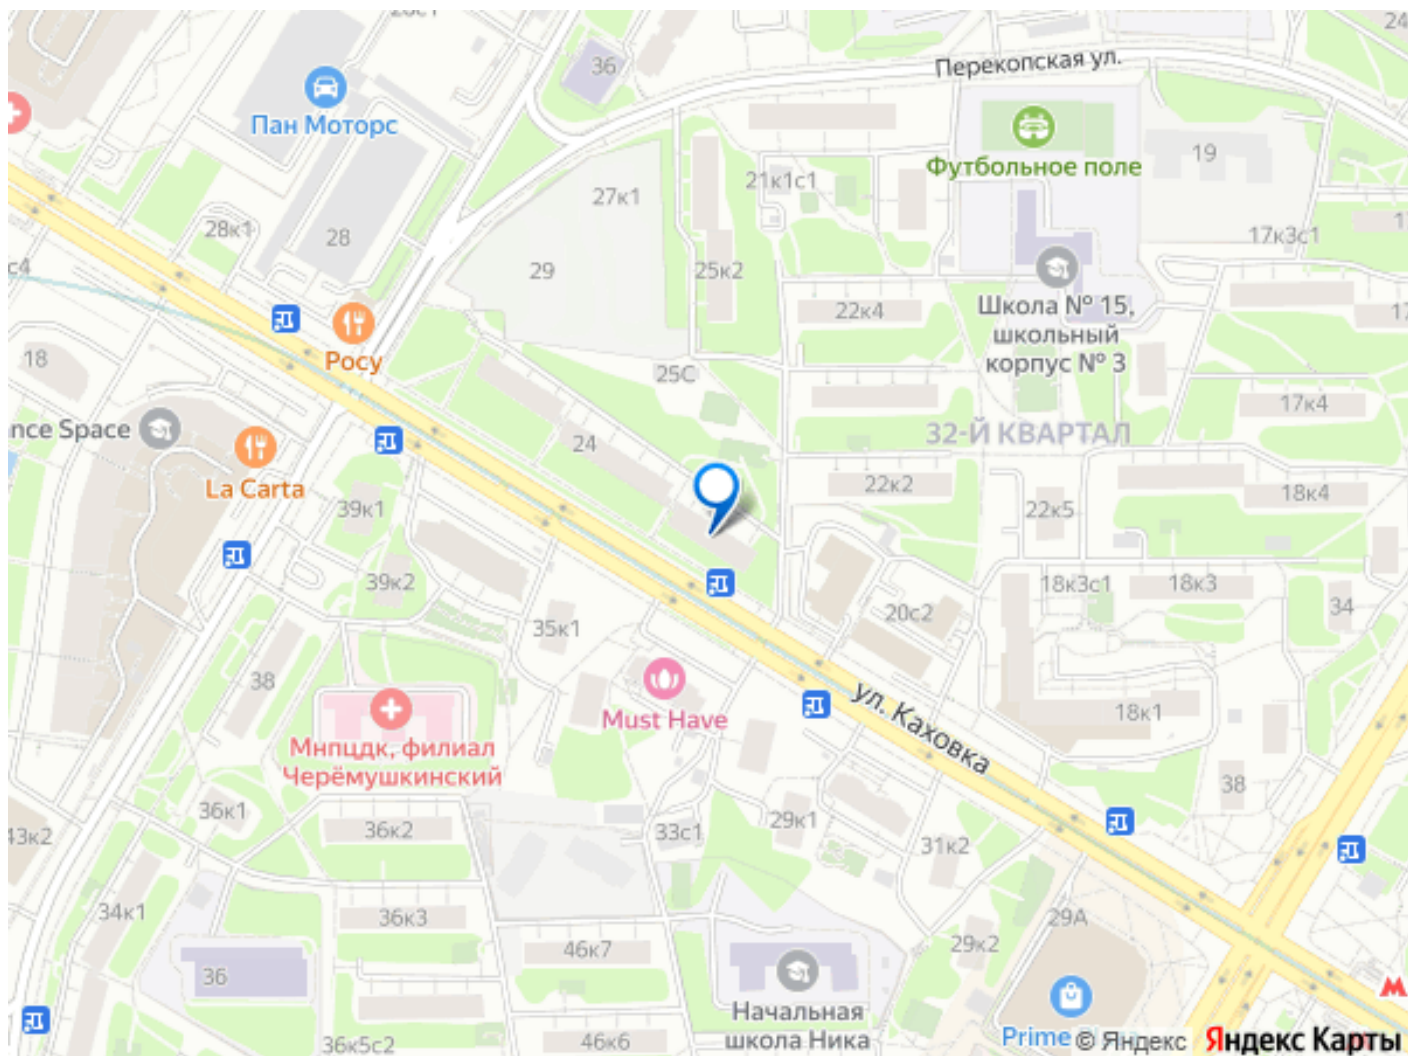 24
36
Перекопская ул.
Пан Моторс
Футбольное поле
19
21к1с1
27к1
28к1
28
17к3с1
29
25к2
с4
22к4
Школа № 15,
школьный
корпус № 3
18
Росу
25С
17к4
nce Space
24
32-Й КВАРТАЛ
La Carta
22к2
18к4
39к1
22к5
39к2
18к3с1
18к3
34
20с2
35к1
38
ул. Каховка
Must Have
18к1
Мнпцдк, филиал
Черёмушкинский
38
36к1
36к2
33с1
29к1
31к2
43к2
34к1
36к3
29А
29к2
46к7
36
Начальная
школа Ника
Prime
36к5с2
46к6
© Яндекс Яндекс Карты